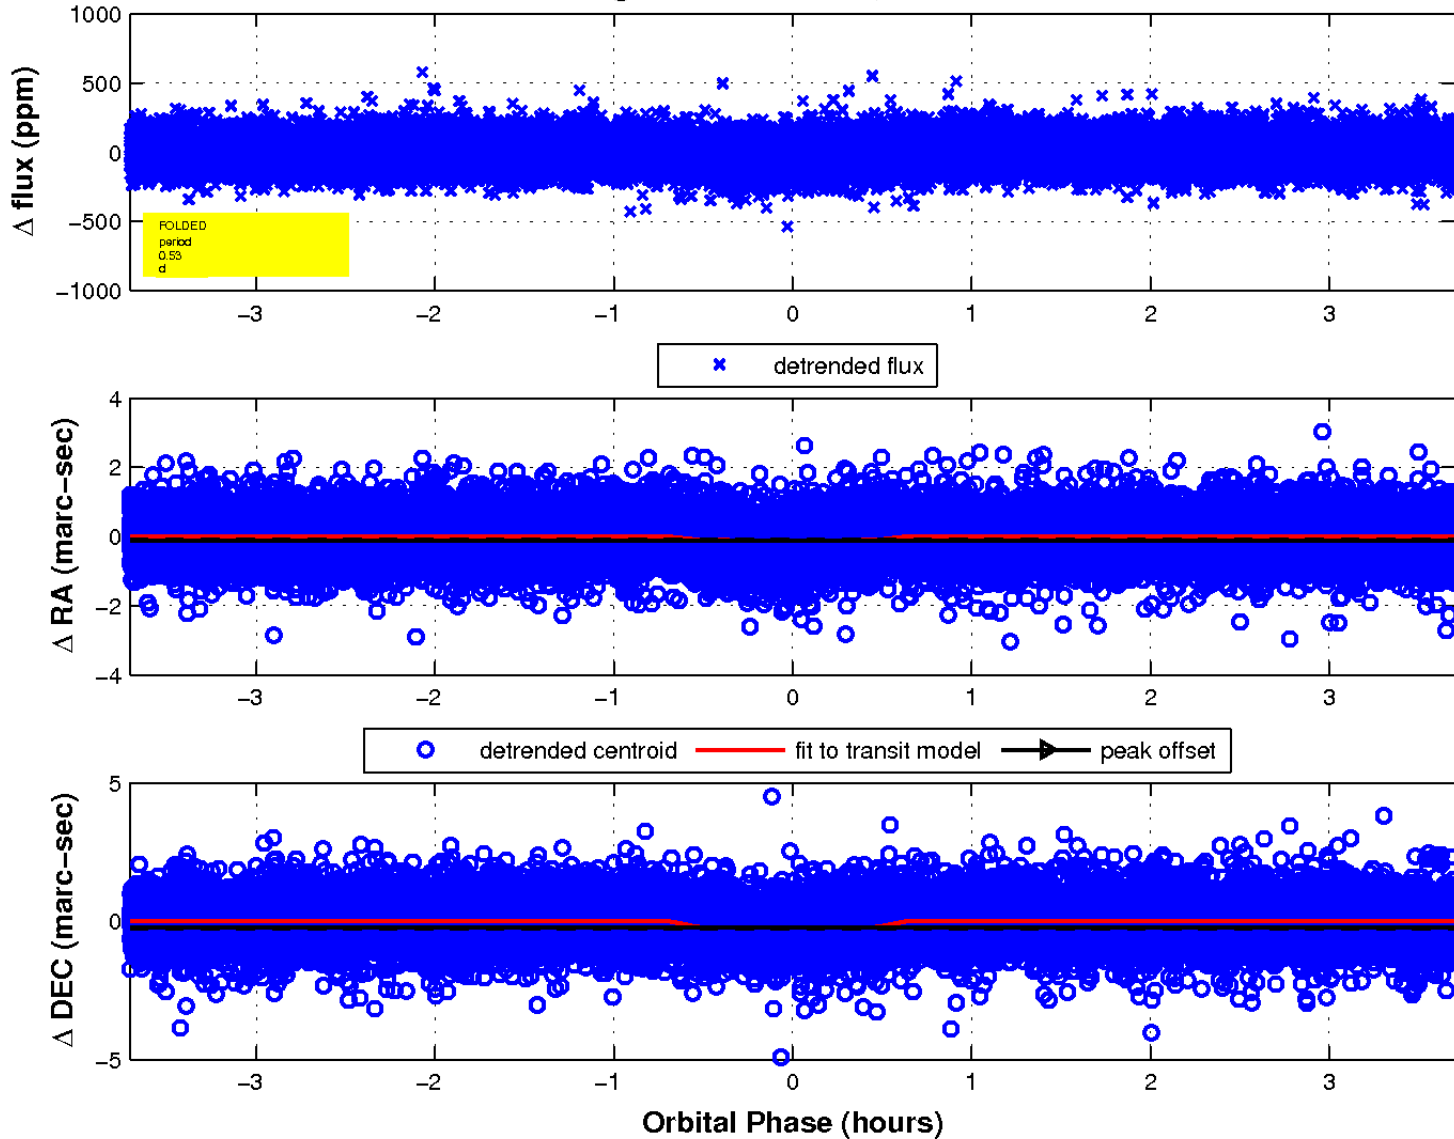 1000
500
0
−500
−1000
Δ flux (ppm)
FOLDED
period
0.53
d
−3 −2 −1 0 1 2 3
detrended flux
4
2
0
−2
−4
Δ RA (marc−sec)
−3 −2 −1 0 1 2 3
detrended centroid fit to transit model peak offset
5
0
−5
Δ DEC (marc−sec)
−3 −2 −1 0 1 2 3
Orbital Phase (hours)